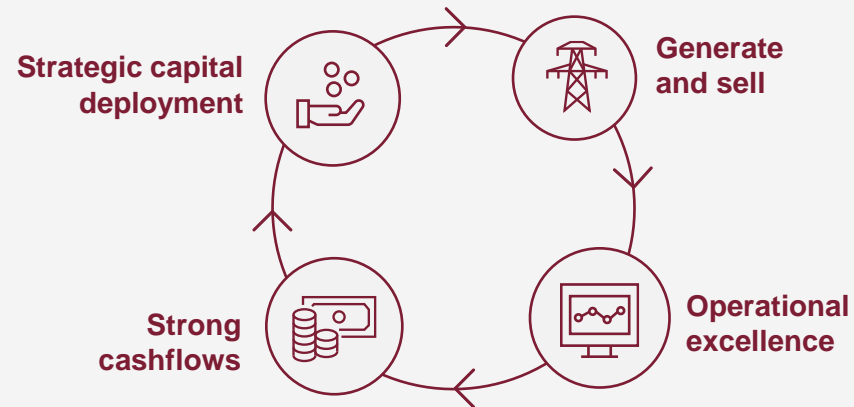 Strategic capital
deployment
Generate
and sell
Operational
excellence
Strong
cashflows